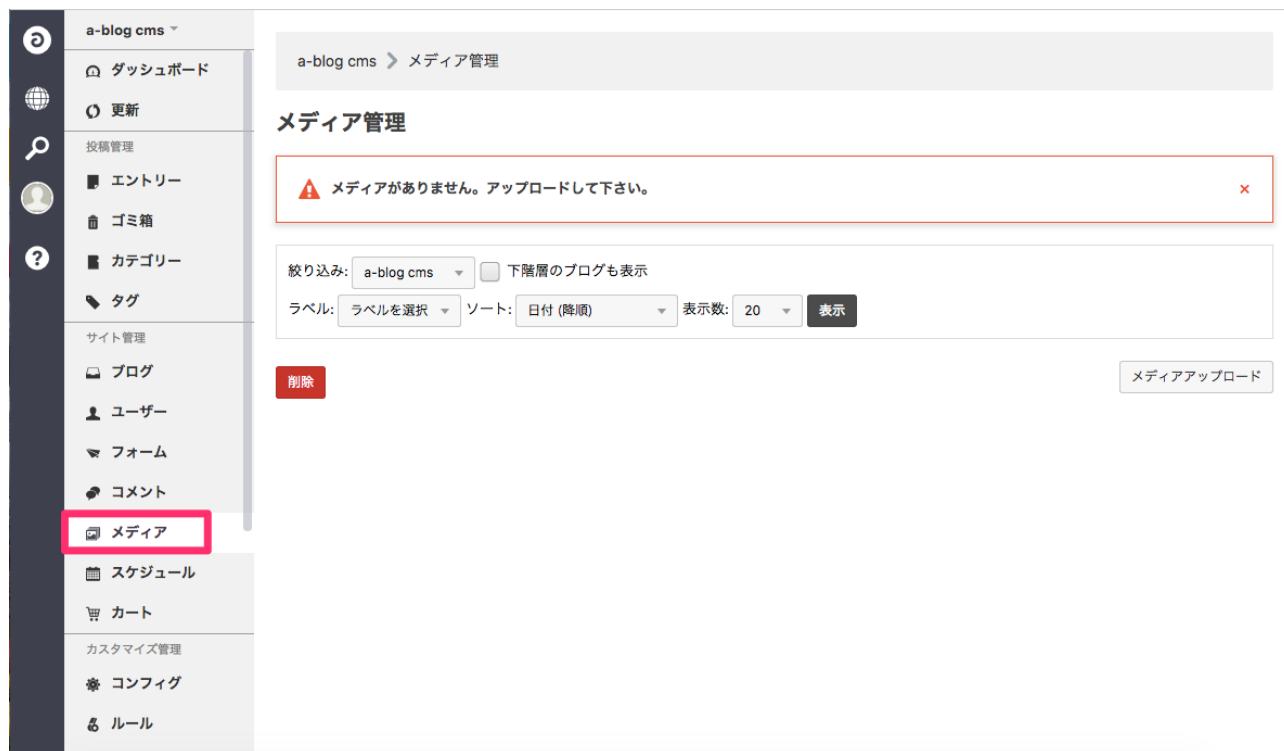 a-blog cms
ダッシュボード
更新
投稿管理
エントリー
ゴミ箱
カテゴリー
タグ
サイト管理
ブログ
ユーザー
フォーム
コメント
メディア
スケジュール
カート
カスタマイズ管理
コンフィグ
ルール
a-blog cms メディア管理
メディア管理
メディアがありません。アップロードして下さい。 ×
絞り込み: a-blog cms 下階層のブログも表示
ラベル: ラベルを選択 ソート: 日付 (降順) 表示数: 20 表示
削除 メディアアップロード